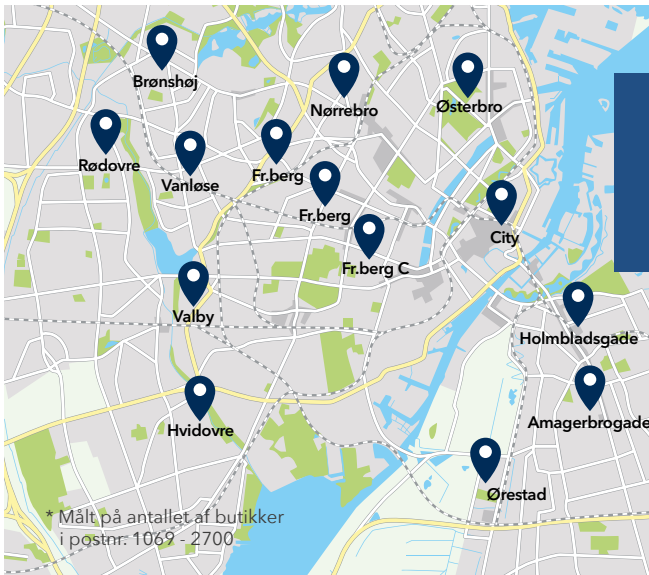 Brønshøj
Nørrebro
Østerbro
Rødovre
Vanløse
Fr.berg
Fr.berg
City
Fr.berg C
Valby
Holmbladsgade
Amagerbrogade
Hvidovre
Ørestad
* Målt på antallet af butikker
i postnr. 1069 - 2700